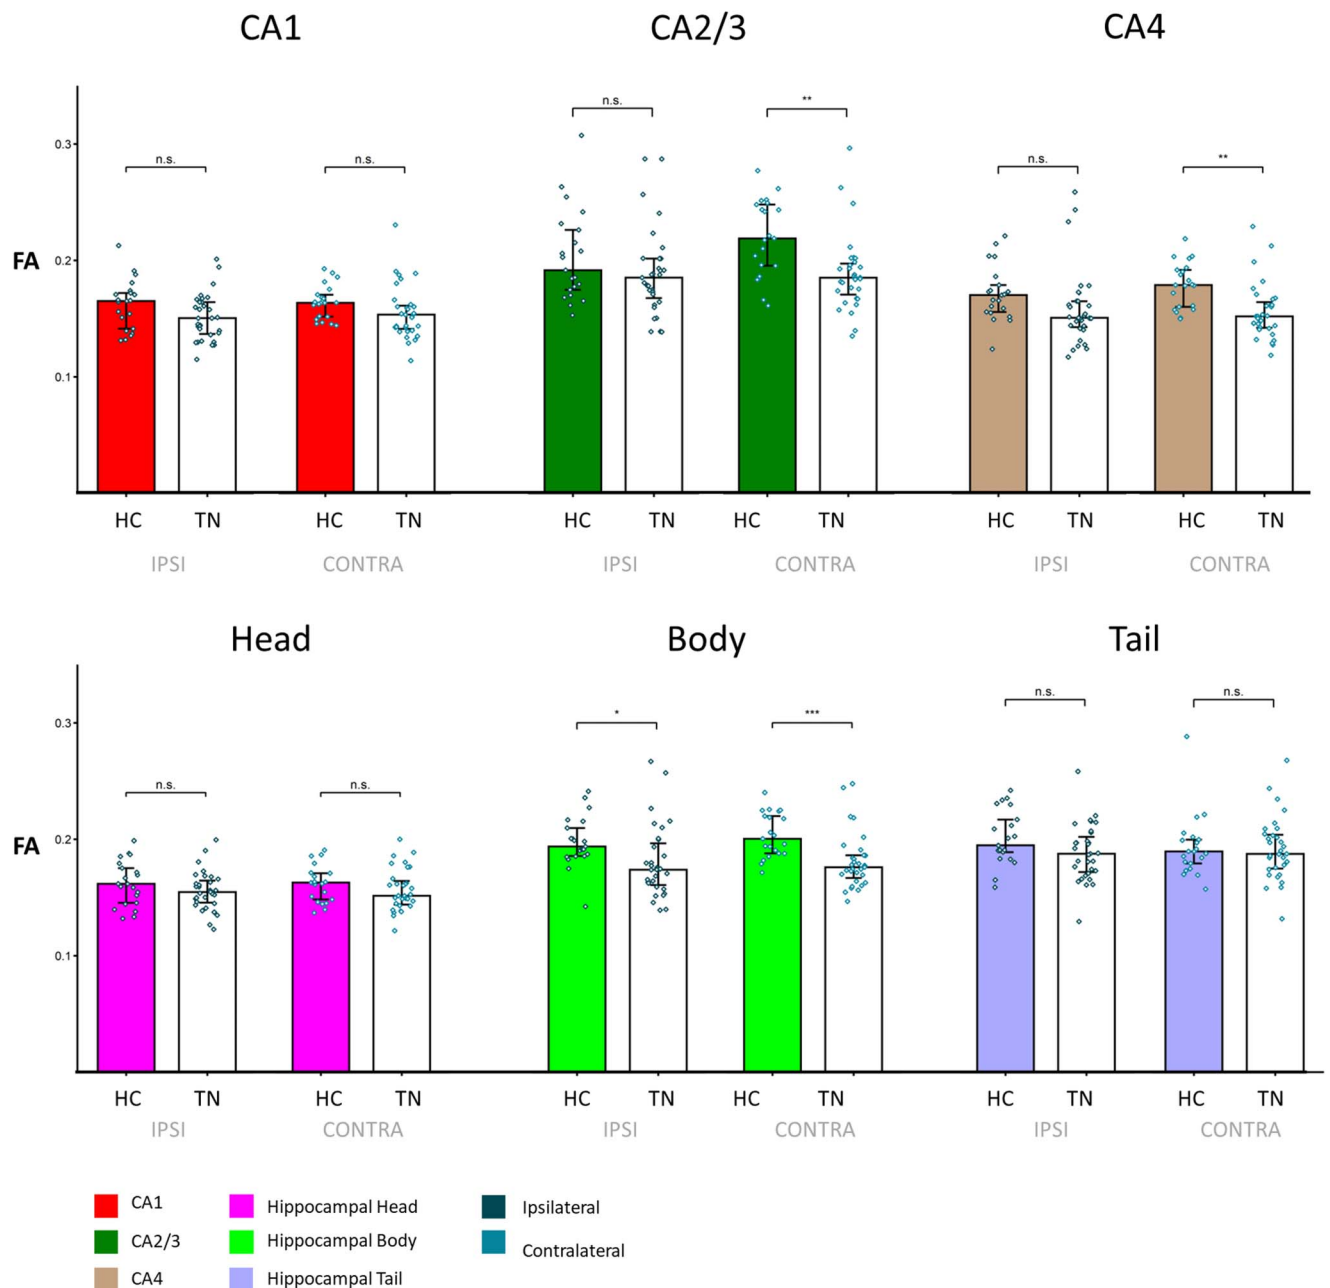 CA1 CA2/3 CA4
n.s. ** 
0.3
n.s. n.s. n.s. **
FA
0.2
0.1
HC TN HC TN HC TN HC TN HC TN HC TN
IPSI CONTRA IPSI CONTRA IPSI CONTRA
Head Body Tail
n.s. n.s.
0.3
* ***
n.s. n.s.
FA
0.2
0.1
HC TN HC TN HC TN HC TN HC TN HC TN
IPSI CONTRA IPSI CONTRA IPSI CONTRA
CA1 Hippocampal Head Ipsilateral
CA2/3 Hippocampal Body Contralateral
CA4 Hippocampal Tail